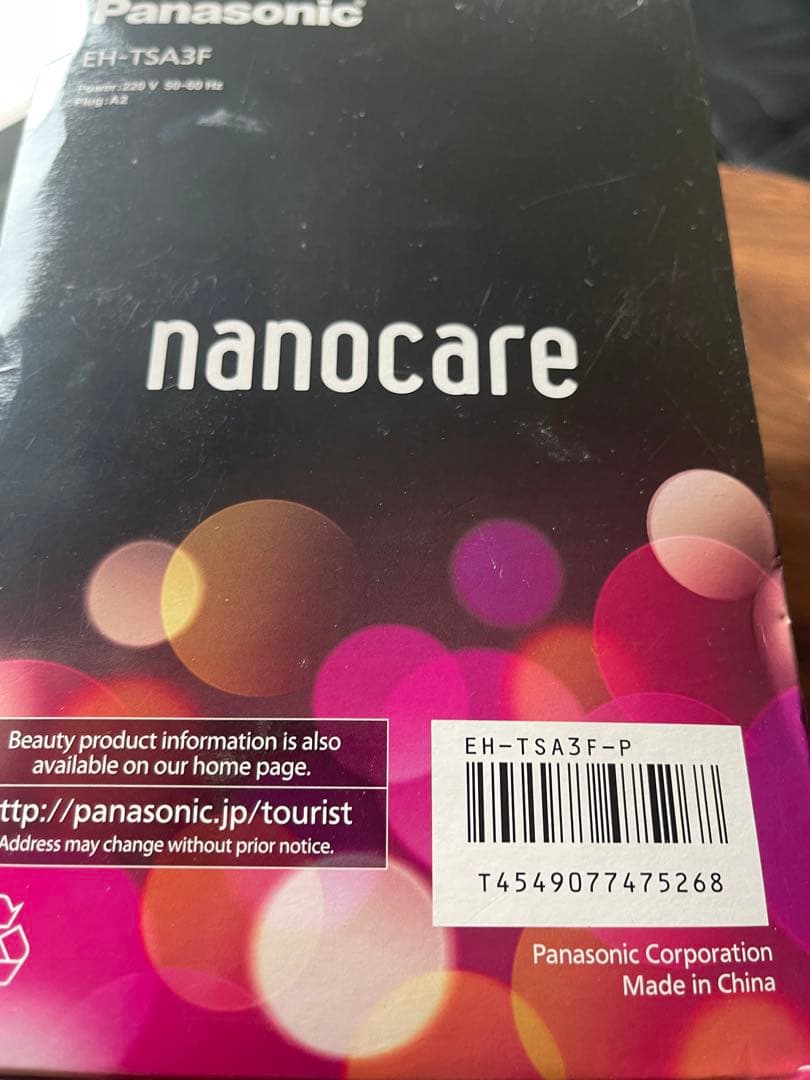 Panasonic
EH-TSA3F
Power:220 V 50-60 Hz
Plug:A2
nanocare
Beauty product information is also
available on our home page.
ttp://panasonic.jp/tourist
Address may change without prior notice.
EH-TSA3F-P
T4549077475268
Panasonic Corporation
Made in China